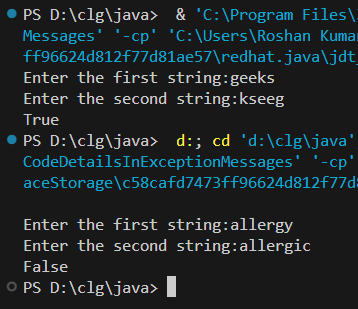 PS D:\clg\java>  & 'C:\Program Files\
Messages' '-cp' 'C:\Users\Roshan Kuma
ff96624d812f77d81ae57\redhat.java\jdt_
Enter the first string:geeks
Enter the second string:kseeg
True
PS D:\clg\java>  d:; cd 'd:\clg\java'
CodeDetailsInExceptionMessages' '-cp'
aceStorage\c58cafd7473ff96624d812f77d8
Enter the first string:allergy
Enter the second string:allergic
False
PS D:\clg\java>